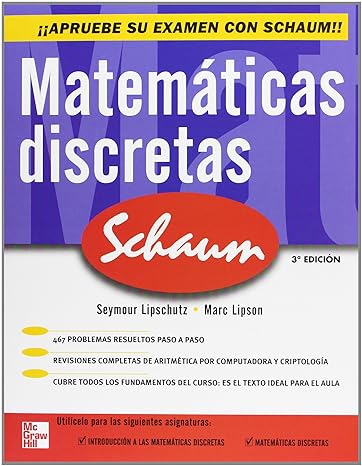 ¡¡APRUEBE SU EXAMEN CON SCHAUM!!
Matemáticas
discretas
Schaum
3ª EDICIÓN
Seymour Lipschutz • Marc Lipson
467 PROBLEMAS RESUELTOS PASO A PASO
REVISIONES COMPLETAS DE ARITMÉTICA POR COMPUTADORA Y CRIPTOLOGÍA
CUBRE TODOS LOS FUNDAMENTOS DEL CURSO: ES EL TEXTO IDEAL PARA EL AULA
Mc
Graw
Hill
Utilícelo para las siguientes asignaturas:
INTRODUCCIÓN A LAS MATEMÁTICAS DISCRETAS
MATEMÁTICAS DISCRETAS